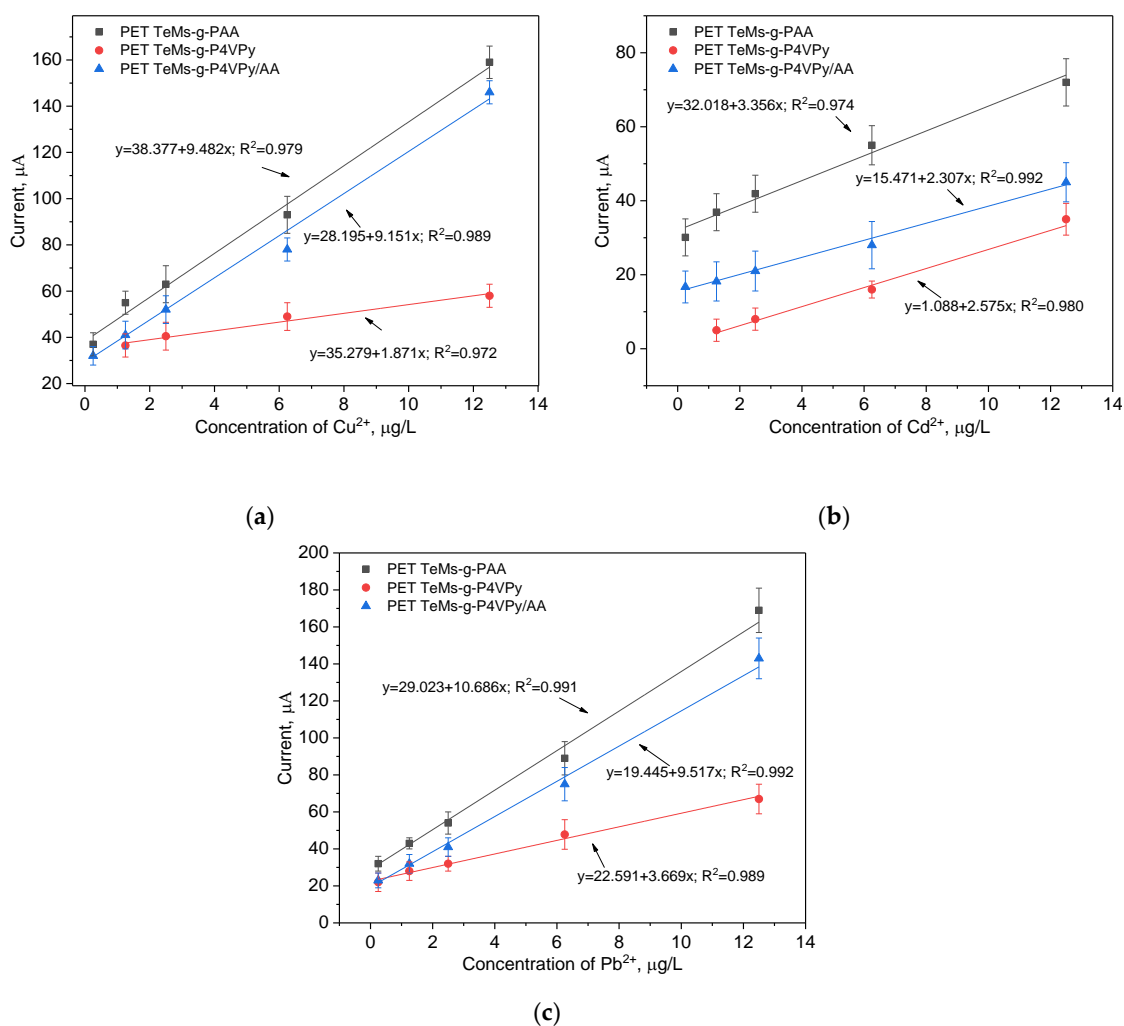 PET TeMs-g-PAA
PET TeMs-g-P4VPy
PET TeMs-g-P4VPy/AA
160
140
120
100
80
60
40
20
Current, μA
y=38.377+9.482x; R²=0.979
y=28.195+9.151x; R²=0.989
y=35.279+1.871x; R²=0.972
0 2 4 6 8 10 12 14
Concentration of Cu²⁺, μg/L
(a)
PET TeMs-g-PAA
PET TeMs-g-P4VPy
PET TeMs-g-P4VPy/AA
80
60
40
20
0
Current, μA
y=32.018+3.356x; R²=0.974
y=15.471+2.307x; R²=0.992
y=1.088+2.575x; R²=0.980
0 2 4 6 8 10 12 14
Concentration of Cd²⁺, μg/L
(b)
PET TeMs-g-PAA
PET TeMs-g-P4VPy
PET TeMs-g-P4VPy/AA
200
180
160
140
120
100
80
60
40
20
0
Current, μA
y=29.023+10.686x; R²=0.991
y=19.445+9.517x; R²=0.992
y=22.591+3.669x; R²=0.989
0 2 4 6 8 10 12 14
Concentration of Pb²⁺, μg/L
(c)